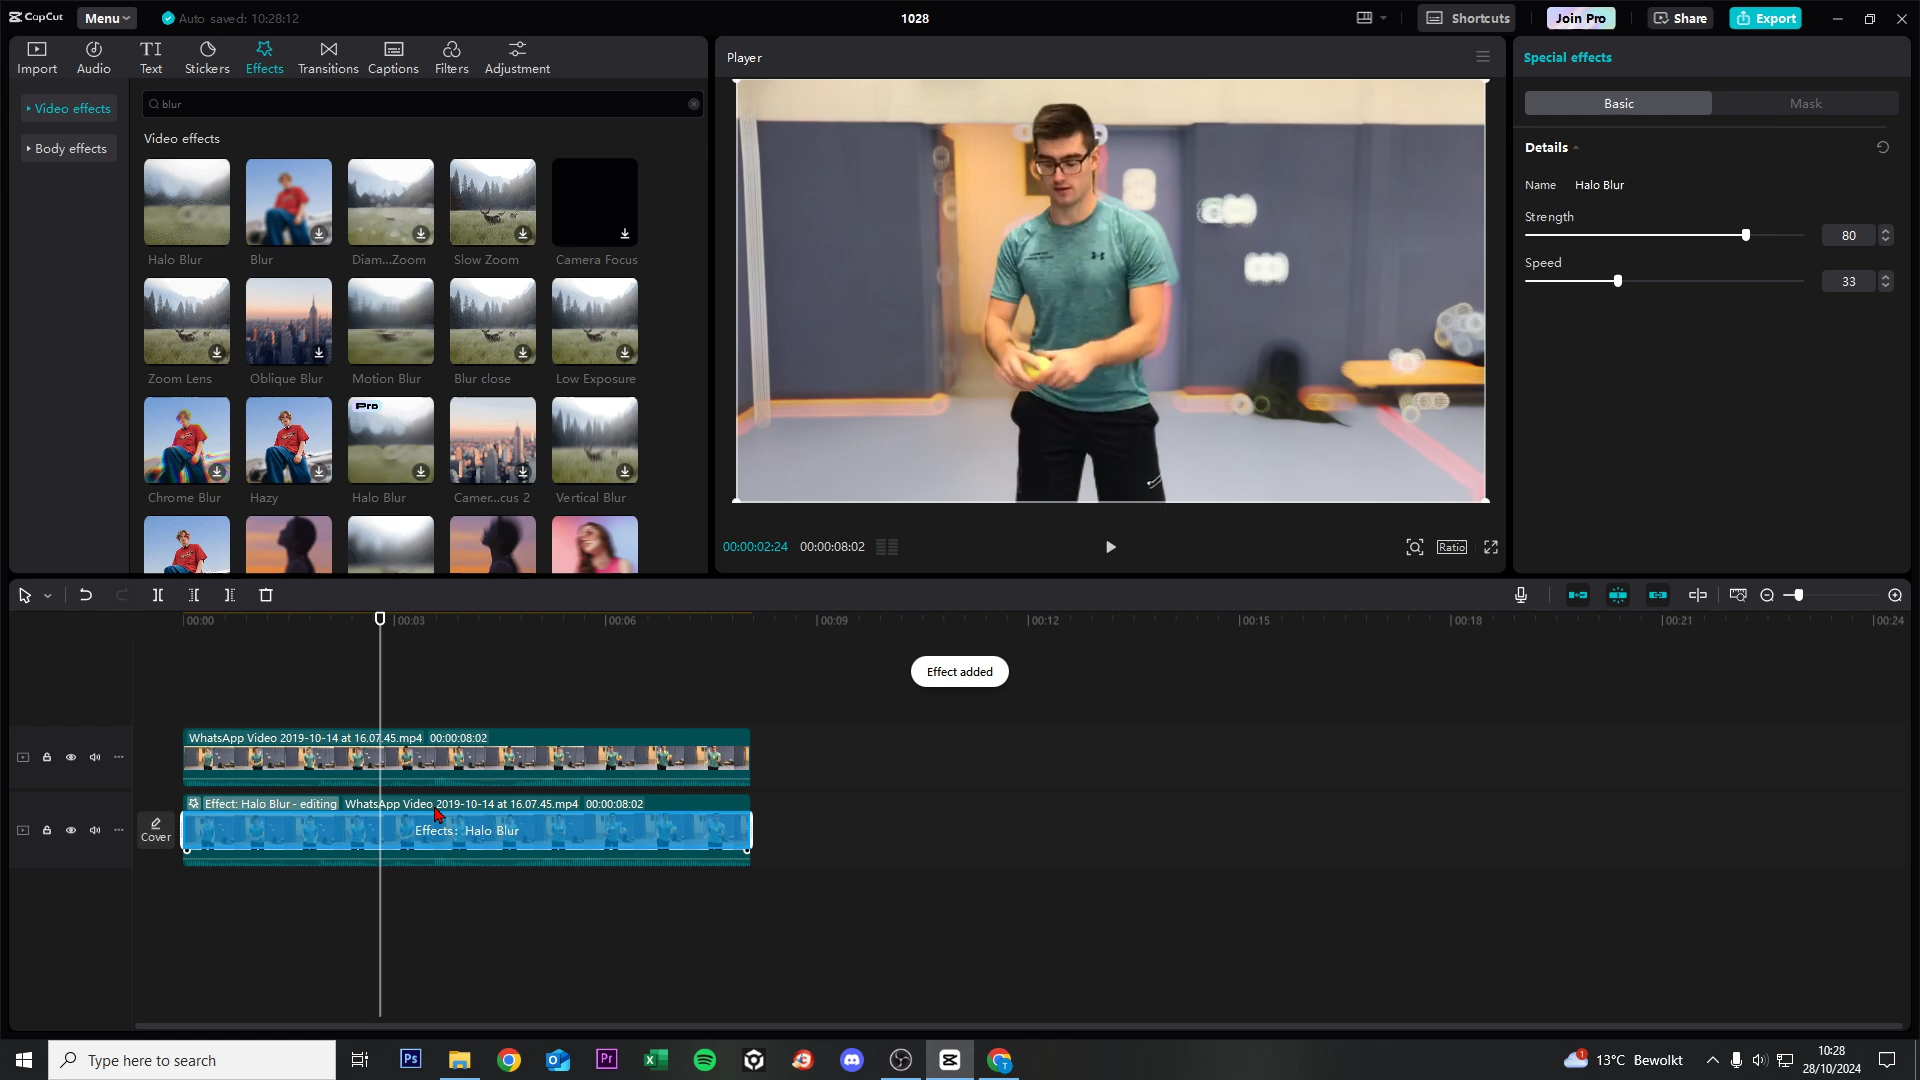 CapCut
Menu
Auto saved: 10:28:12
1028
Shortcuts
Join Pro
Share
Export
Import
Audio
TI
Text
Stickers
Effects
Transitions
Captions
Filters
Adjustment
Video effects
Body effects
blur
Video effects
Halo Blur
Blur
Diam...Zoom
Slow Zoom
Camera Focus
Zoom Lens
Oblique Blur
Motion Blur
Blur close
Low Exposure
Pro
Chrome Blur
Hazy
Halo Blur
Camer...cus 2
Vertical Blur
Player
00:00:02:24 00:00:08:02
Ratio
Special effects
Basic
Mask
Details
Name Halo Blur
Strength
80
Speed
33
00:00
00:03
00:06
00:09
00:12
00:15
00:18
00:21
00:24
Effect added
WhatsApp Video 2019-10-14 at 16.07.45.mp4 00:00:08:02
Effect: Halo Blur - editing WhatsApp Video 2019-10-14 at 16.07.45.mp4 00:00:08:02
Effects: Halo Blur
Cover
Type here to search
Ps
Pr
T
1
13°C Bewolkt
10:28
28/10/2024